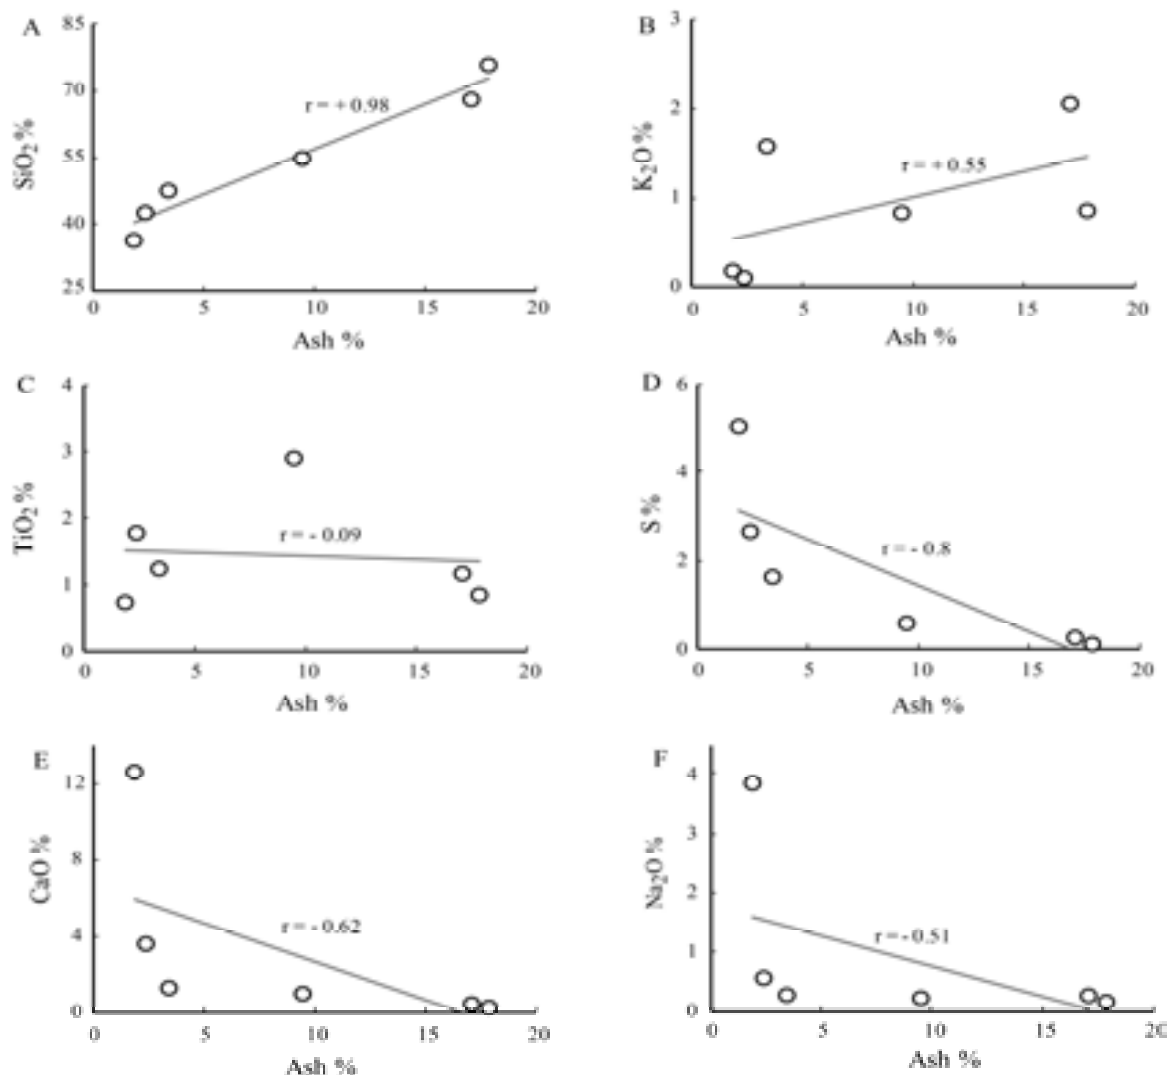 A
85
70
55
40
25
SiO₂ %
r = + 0.98
0 5 10 15 20
Ash %
B
3
2
1
0
K₂O %
r = + 0.55
0 5 10 15 20
Ash %
C
4
3
2
1
0
TiO₂ %
r = - 0.09
0 5 10 15 20
Ash %
D
6
4
2
0
S %
r = - 0.8
0 5 10 15 20
Ash %
E
12
8
4
0
CaO %
r = - 0.62
0 5 10 15 20
Ash %
F
4
3
2
1
0
Na₂O %
r = - 0.51
0 5 10 15 20
Ash %